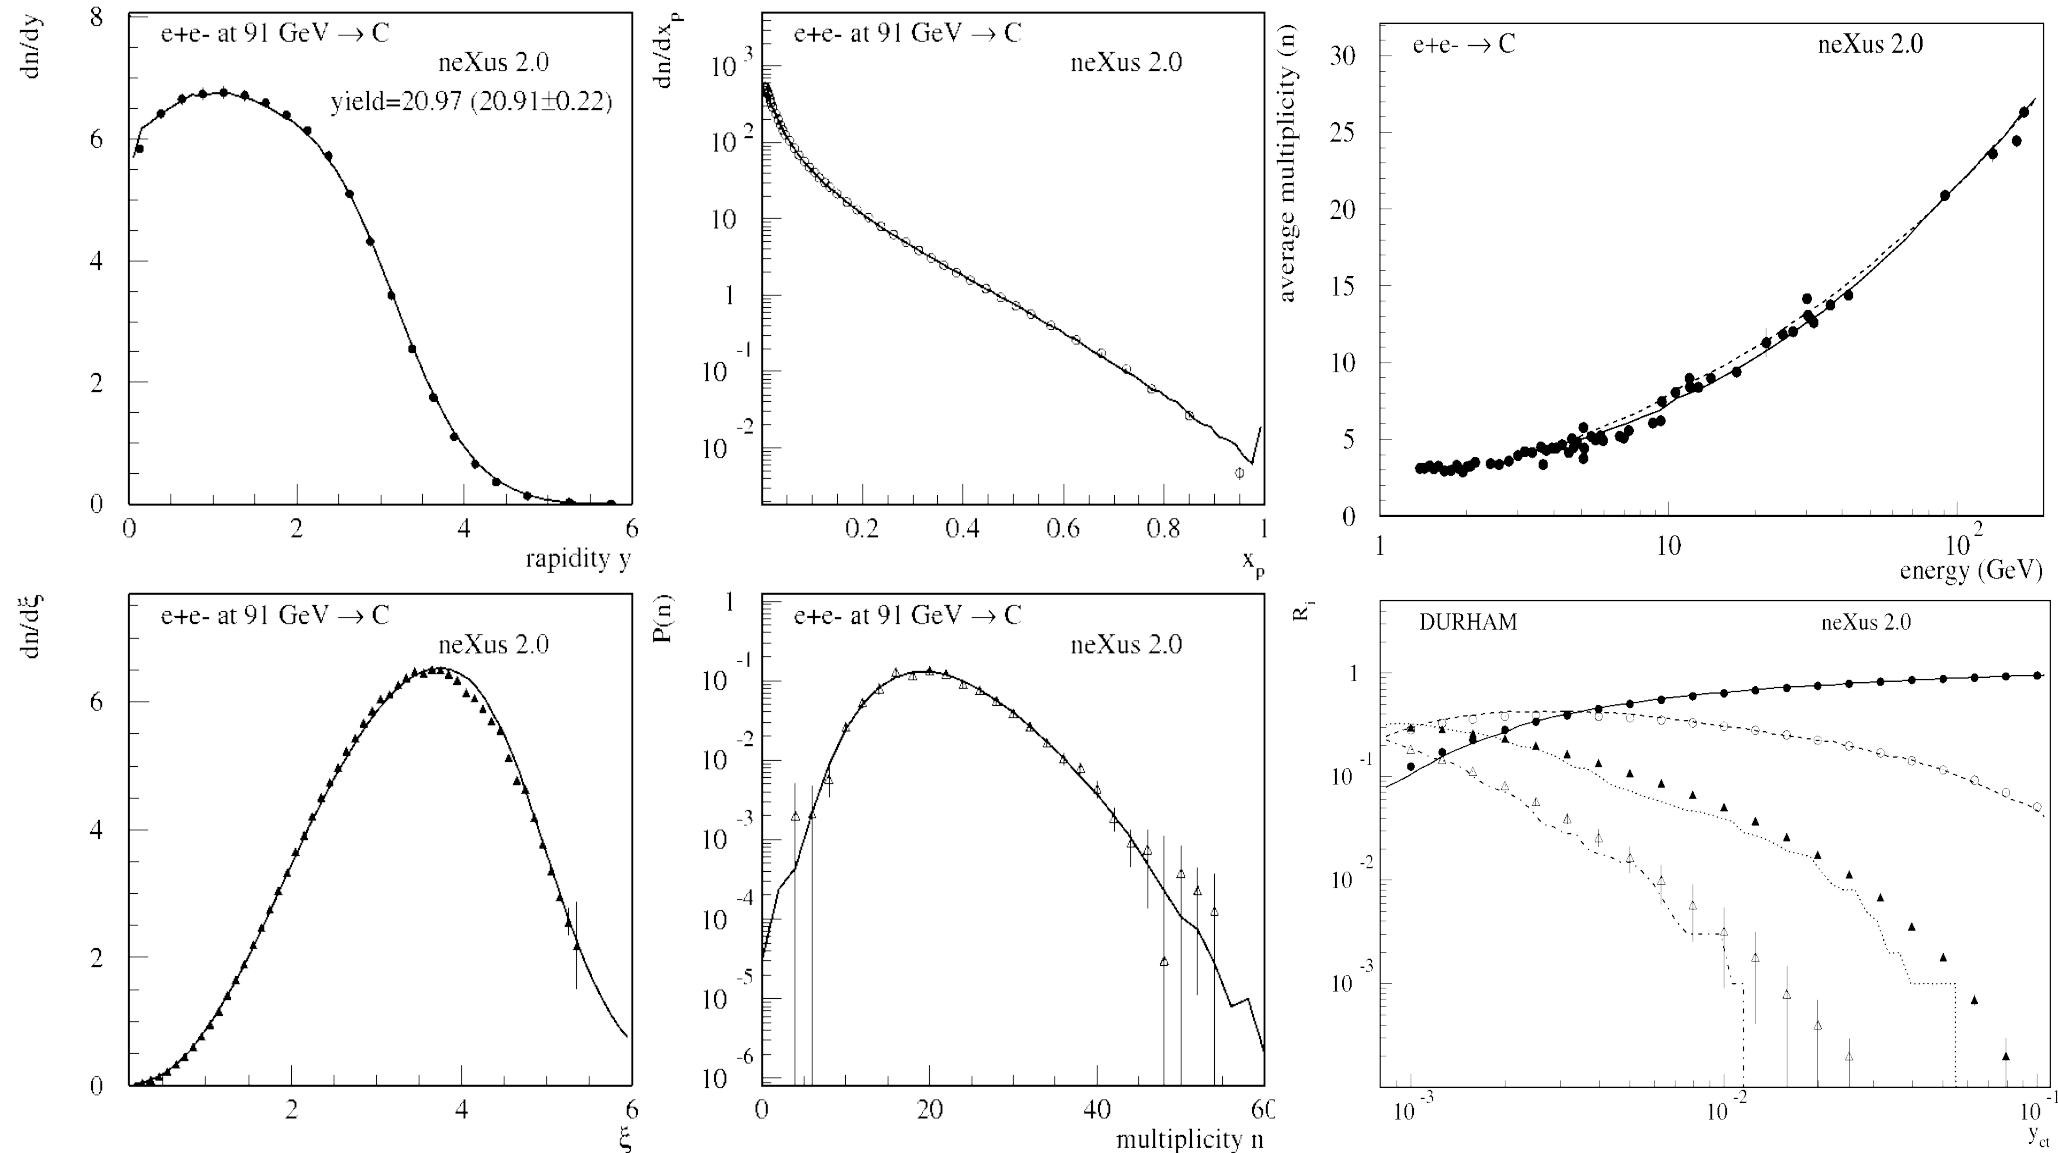 dn/dy
8
6
4
2
0
e+e- at 91 GeV → C
neXus 2.0
yield=20.97 (20.91±0.22)
0 2 4 6
rapidity y
dn/dx_p
10^3
10^2
10
1
10^-1
10^-2
e+e- at 91 GeV → C
neXus 2.0
0.2 0.4 0.6 0.8 1
x_p
average multiplicity (n)
30
25
20
15
10
5
0
e+e- → C
neXus 2.0
1 10 10^2
energy (GeV)
dn/dξ
6
4
2
0
e+e- at 91 GeV → C
neXus 2.0
2 4 6
ξ
P(n)
1
10^-1
10^-2
10^-3
10^-4
10^-5
10^-6
e+e- at 91 GeV → C
neXus 2.0
0 20 40 60
multiplicity n
R_i
1
10^-1
10^-2
10^-3
DURHAM
neXus 2.0
10^-3 10^-2 10^-1
y_ct